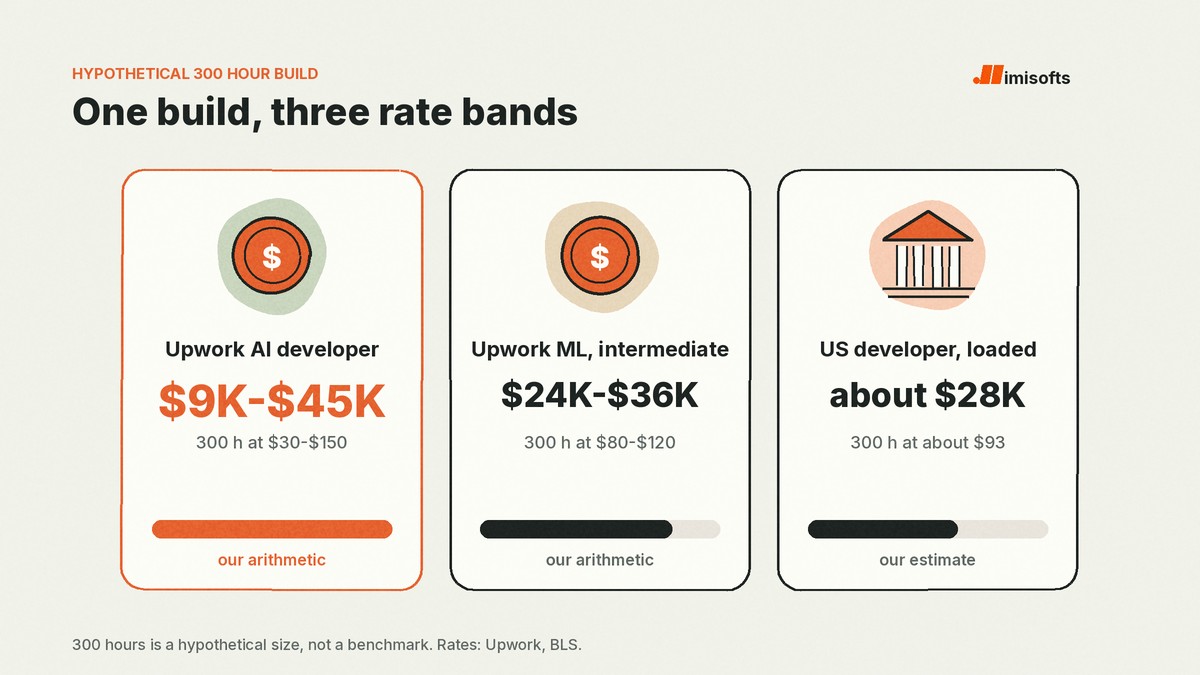 HYPOTHETICAL 300 HOUR BUILD
One build, three rate bands
imisofts
$
Upwork AI developer
$9K-$45K
300 h at $30-$150
our arithmetic
$
Upwork ML, intermediate
$24K-$36K
300 h at $80-$120
our arithmetic
US developer, loaded
about $28K
300 h at about $93
our estimate
300 hours is a hypothetical size, not a benchmark. Rates: Upwork, BLS.